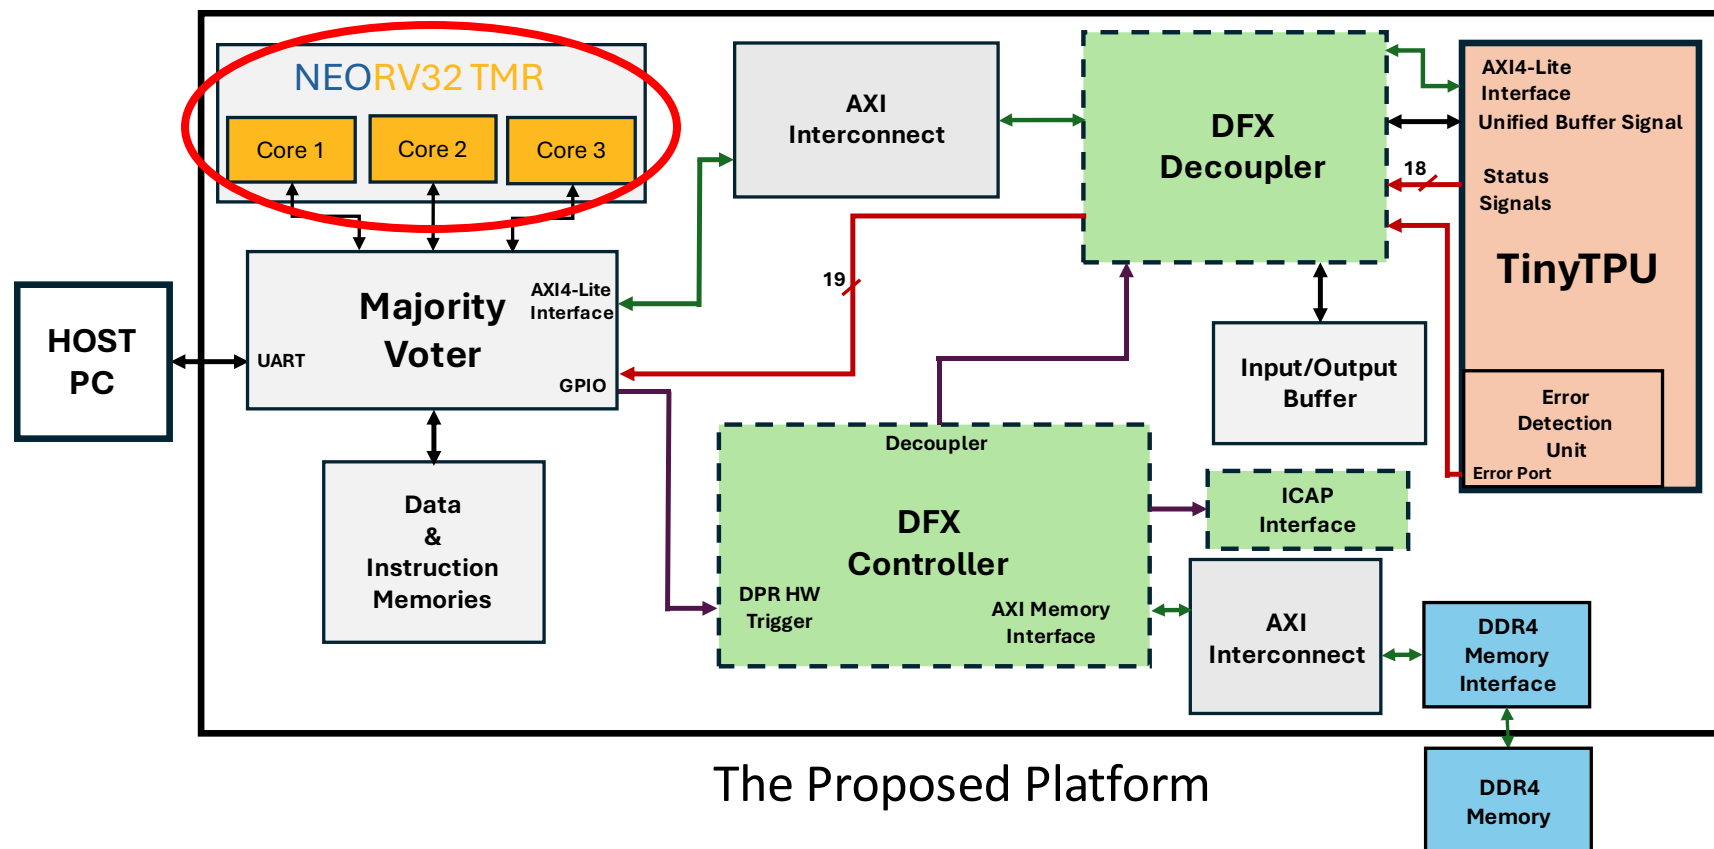 NEORV32 TMR
Core 1
Core 2
Core 3
AXI
Interconnect
DFX
Decoupler
AXI4-Lite
Interface
Unified Buffer Signal
18
Status
Signals
TinyTPU
Error
Detection
Unit
Error Port
HOST
PC
UART
Majority
Voter
AXI4-Lite
Interface
GPIO
19
Input/Output
Buffer
Data
&
Instruction
Memories
Decoupler
DFX
Controller
DPR HW
Trigger
AXI Memory
Interface
ICAP
Interface
AXI
Interconnect
DDR4
Memory
Interface
The Proposed Platform
DDR4
Memory